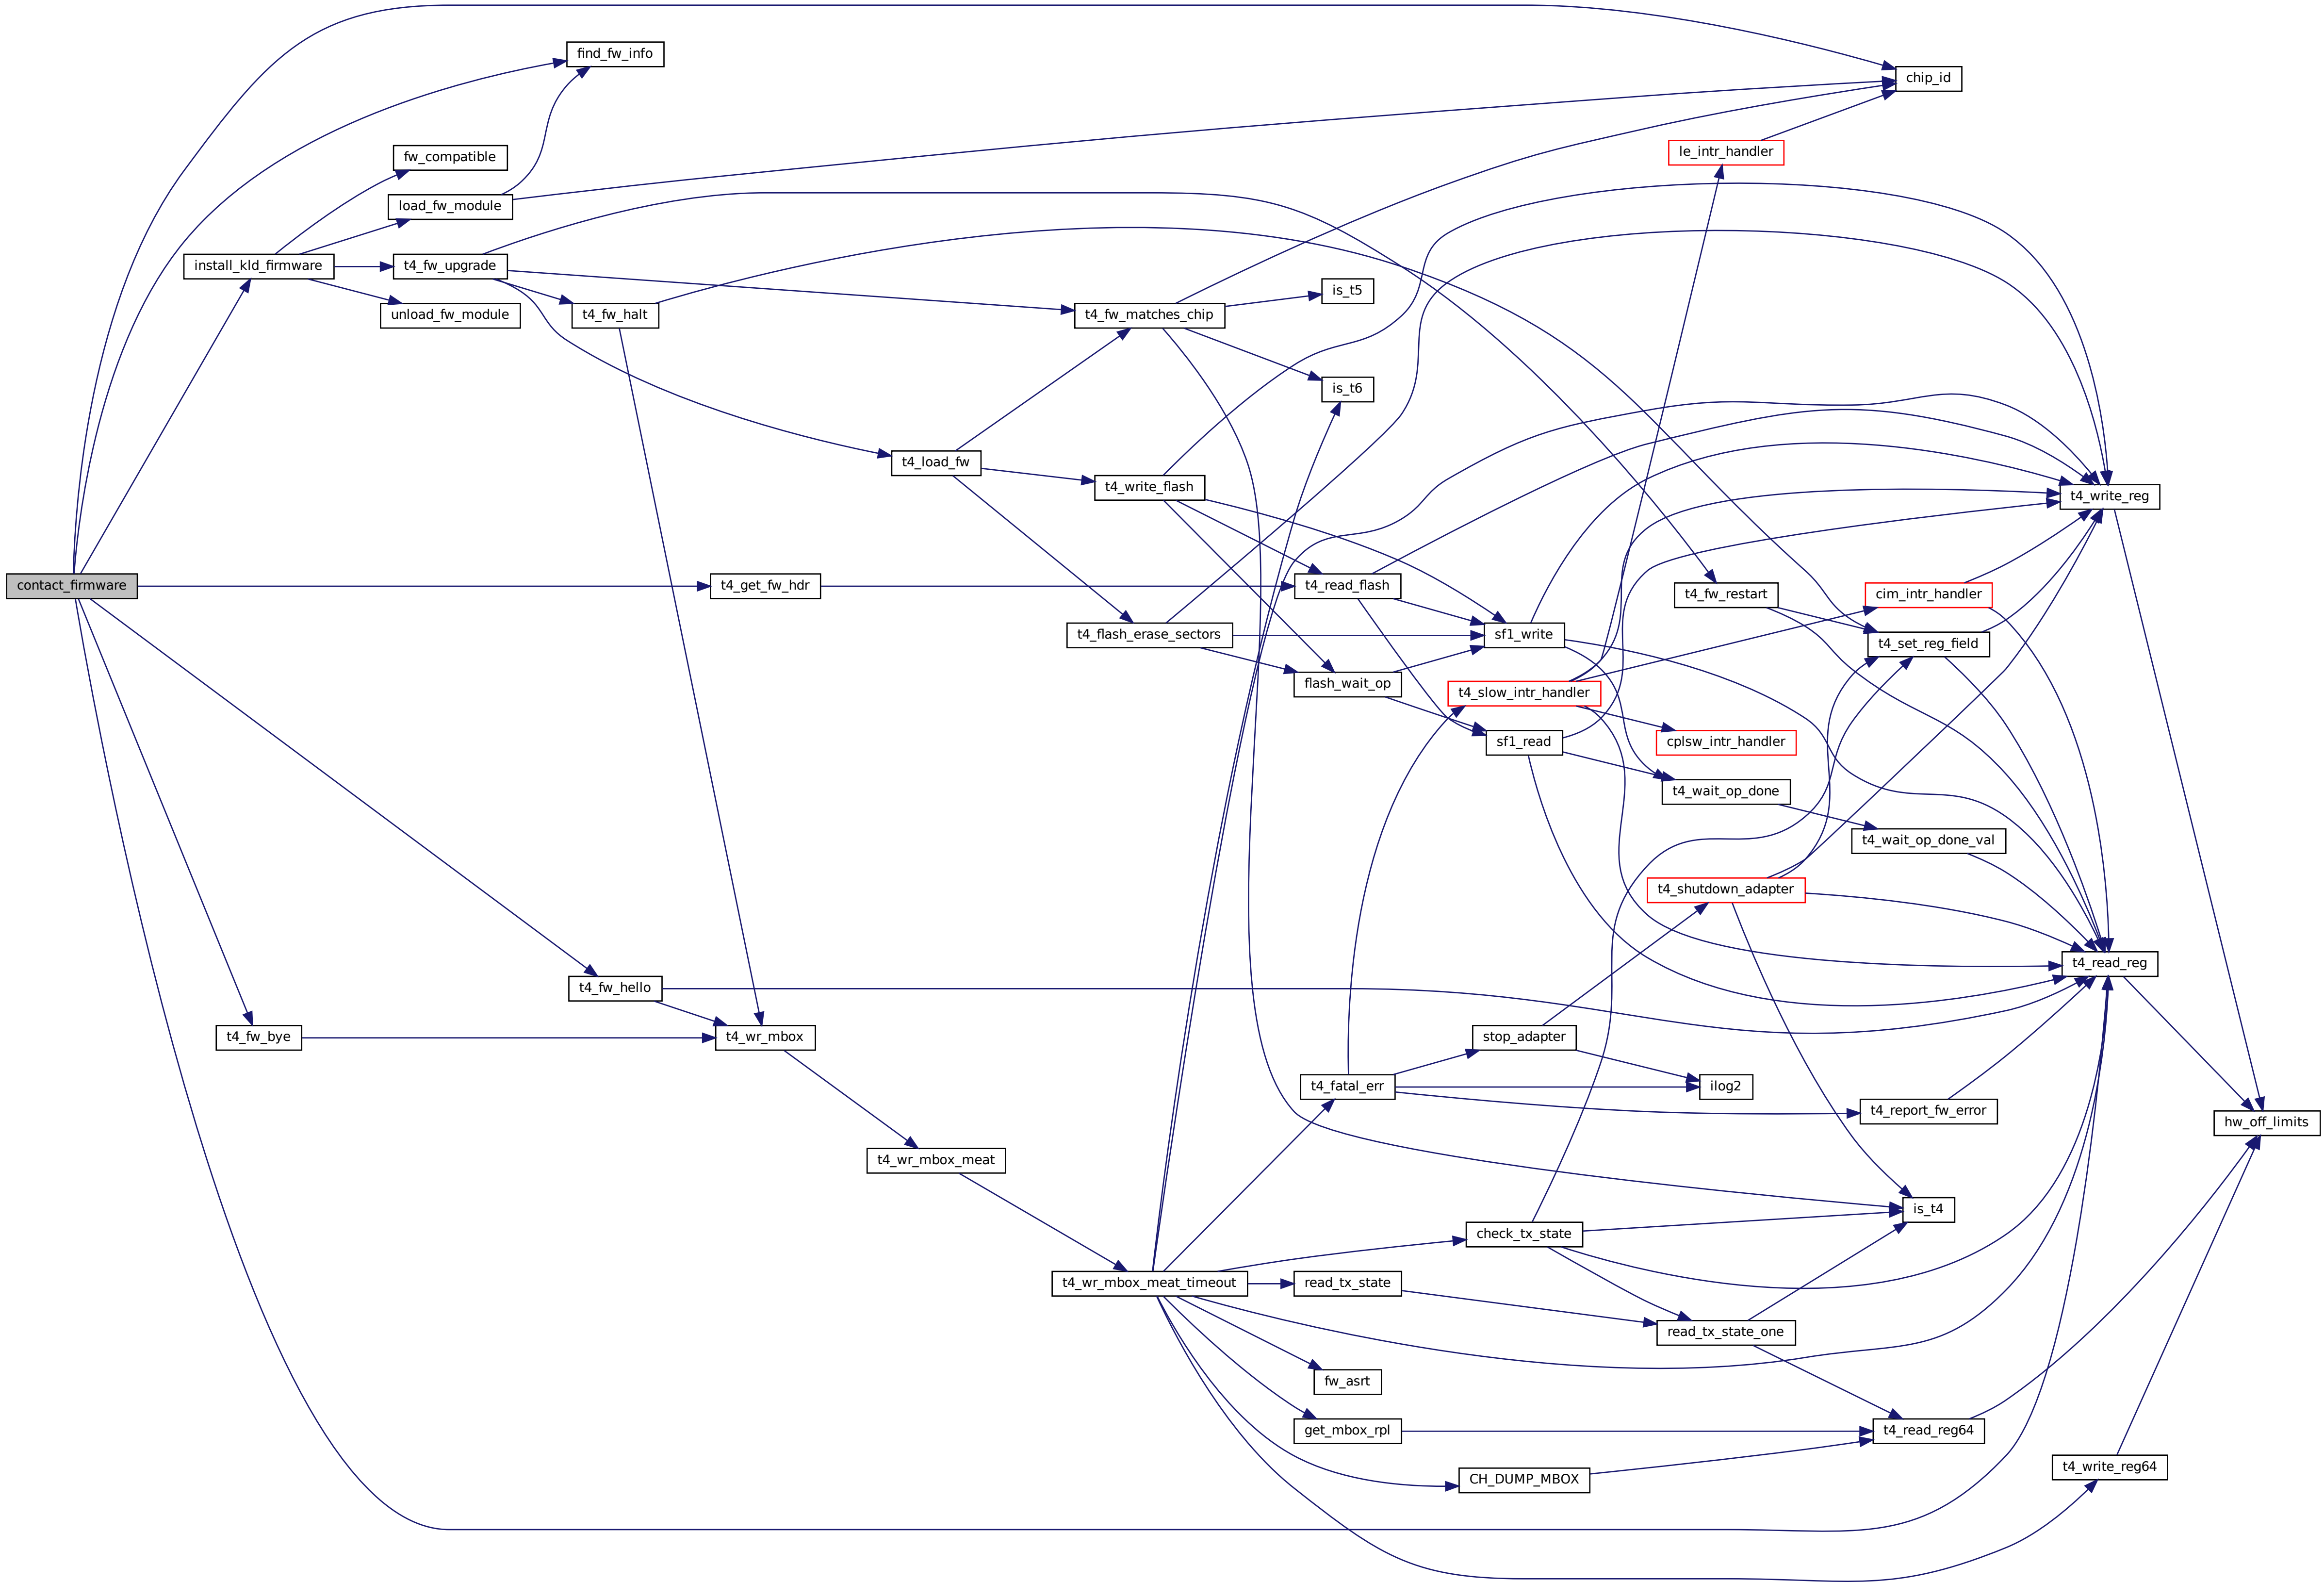 contact_firmware
find_fw_info
fw_compatible
load_fw_module
install_kld_firmware
t4_fw_upgrade
unload_fw_module
t4_fw_halt
t4_get_fw_hdr
t4_fw_hello
t4_fw_bye
t4_wr_mbox
t4_wr_mbox_meat
t4_load_fw
t4_fw_matches_chip
t4_write_flash
t4_flash_erase_sectors
t4_wr_mbox_meat_timeout
is_t5
is_t6
t4_read_flash
flash_wait_op
t4_fatal_err
read_tx_state
fw_asrt
get_mbox_rpl
sf1_write
t4_slow_intr_handler
sf1_read
stop_adapter
check_tx_state
CH_DUMP_MBOX
le_intr_handler
t4_fw_restart
cplsw_intr_handler
t4_wait_op_done
t4_shutdown_adapter
ilog2
read_tx_state_one
chip_id
cim_intr_handler
t4_set_reg_field
t4_wait_op_done_val
t4_report_fw_error
is_t4
t4_read_reg64
t4_write_reg
t4_read_reg
t4_write_reg64
hw_off_limits